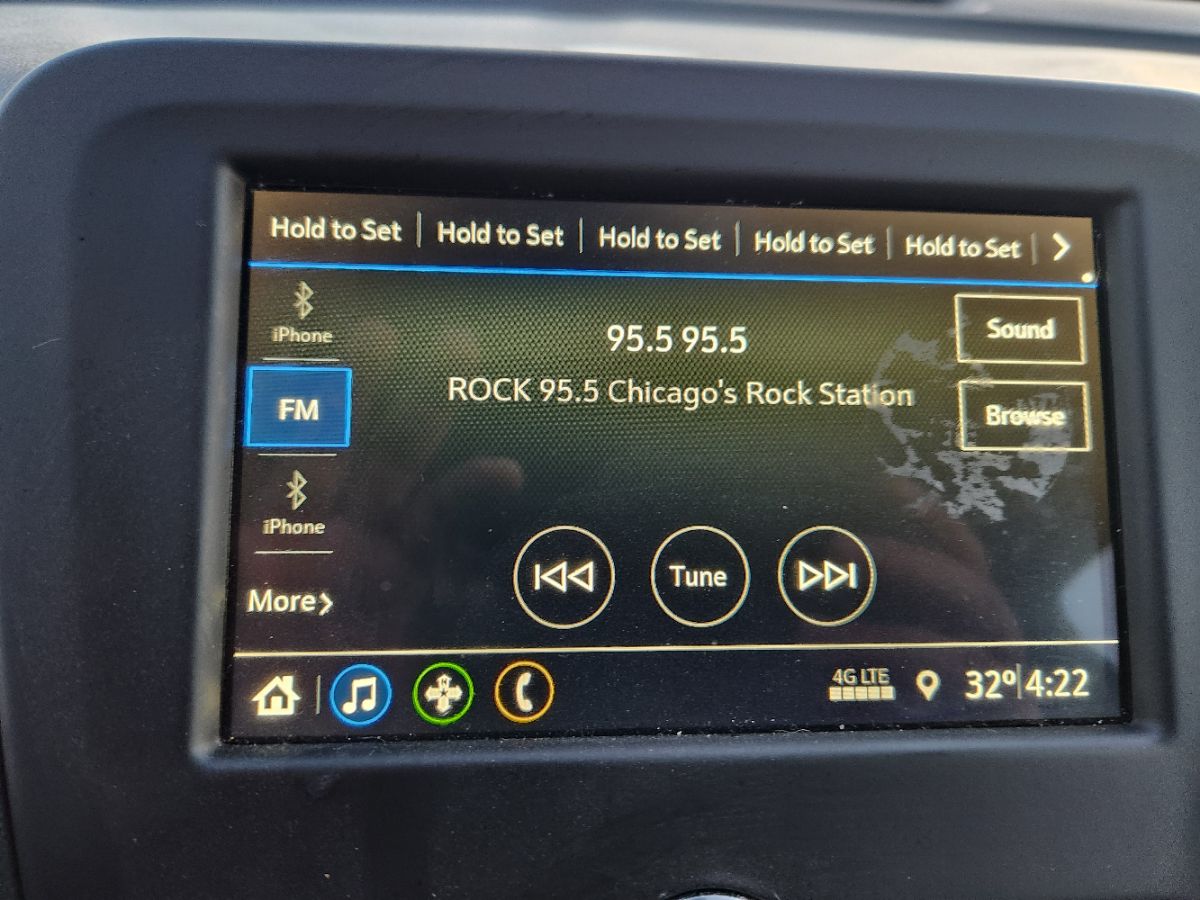 Hold to Set Hold to Set Hold to Set Hold to Set Hold to Set
iPhone
FM
iPhone
More
95.5 95.5
ROCK 95.5 Chicago's Rock Station
Sound
Browse
Tune
4G LTE
32° 4:22